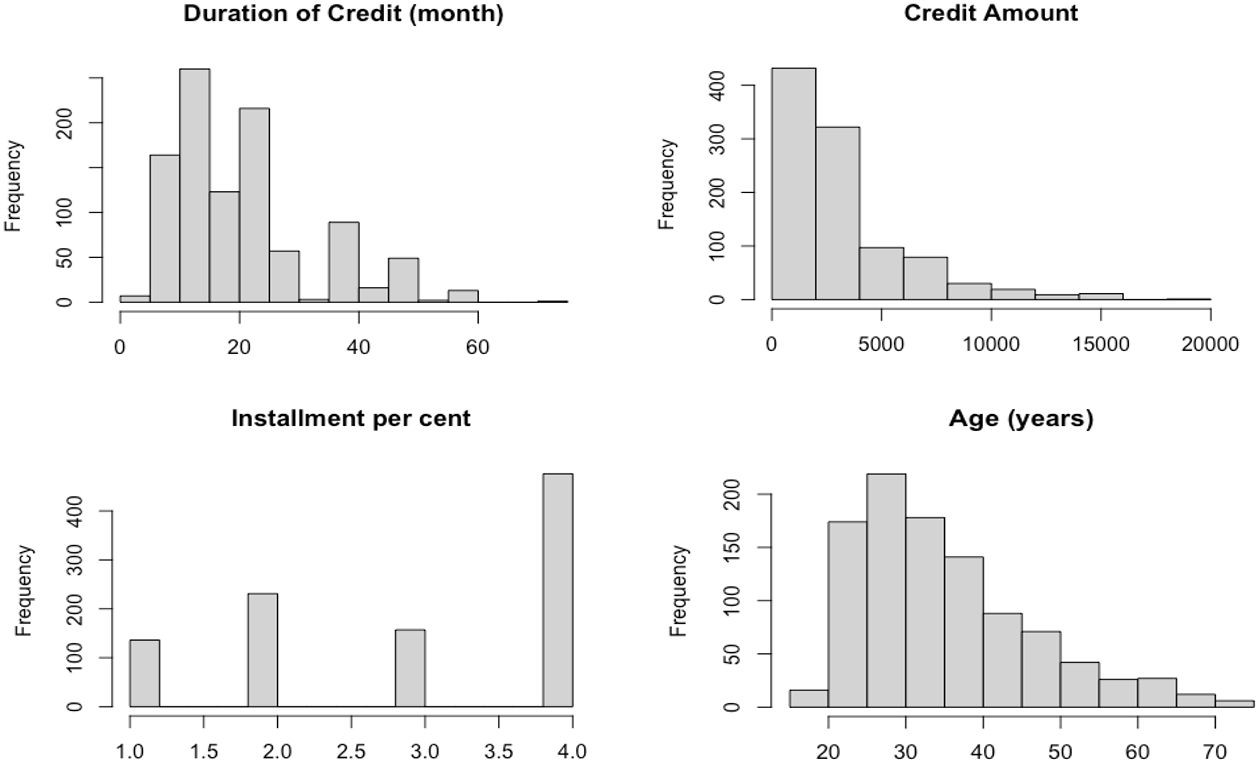 Duration of Credit (month)
Frequency
200
100
50
0
0 20 40 60
Credit Amount
Frequency
400
300
200
100
0
0 5000 10000 15000 20000
Installment per cent
Frequency
400
300
200
100
0
1.0 1.5 2.0 2.5 3.0 3.5 4.0
Age (years)
Frequency
200
150
100
50
0
20 30 40 50 60 70